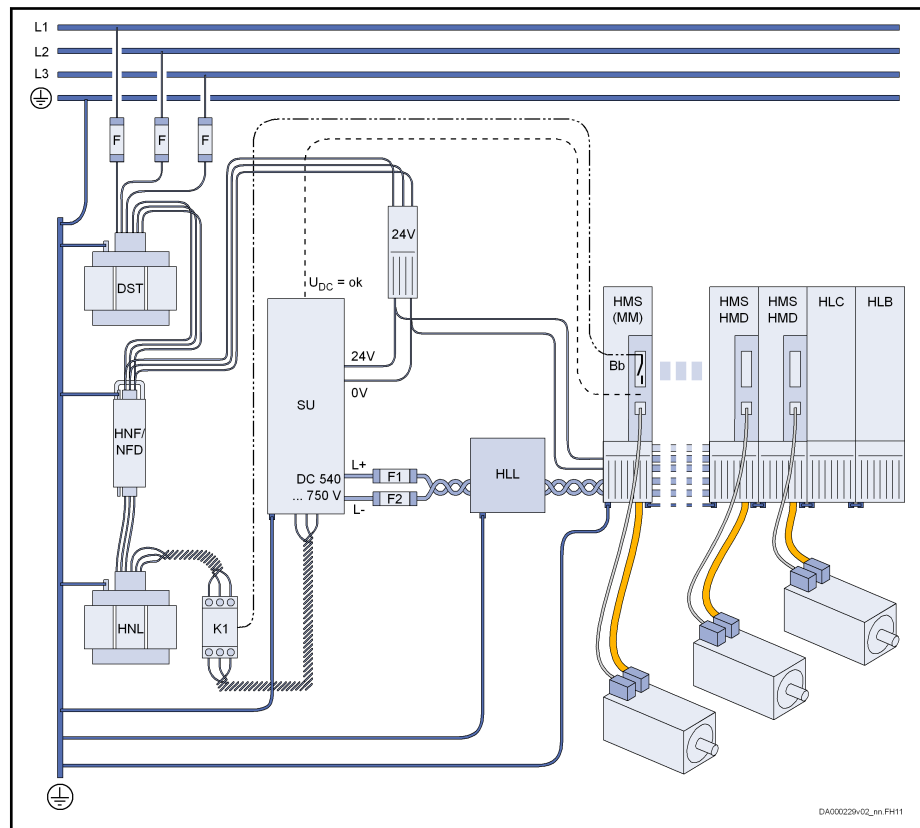 L1
L2
L3
F F F
24V
DST
U_DC = ok
HMS (MM)
HMS HMD
HMS HMD
HLC
HLB
Bb
24V
0V
SU
HNF/
NFD
DC 540
... 750 V
L+
L-
F1
F2
HLL
HNL
K1
DA000229v02_nn.FH11